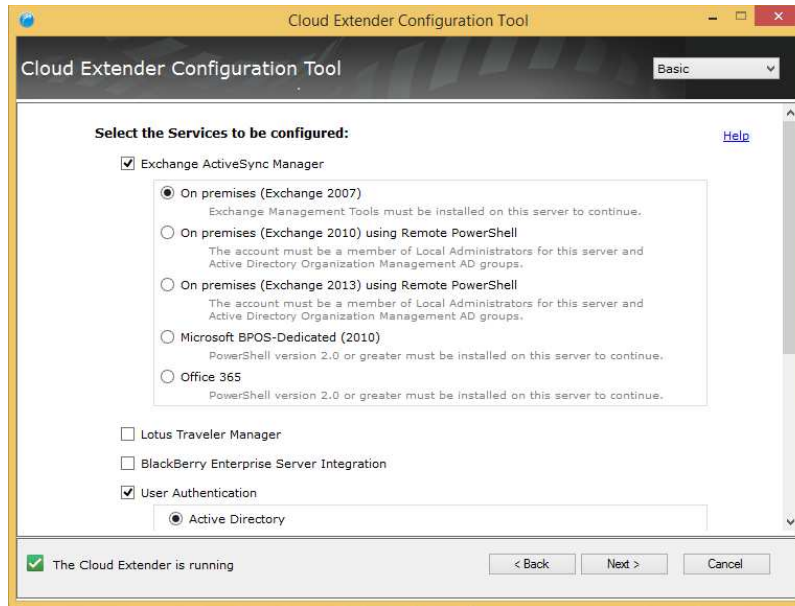 Cloud Extender Configuration Tool
Cloud Extender Configuration Tool
Basic
Select the Services to be configured:
Help
Exchange ActiveSync Manager
On premises (Exchange 2007)
Exchange Management Tools must be installed on this server to continue.
On premises (Exchange 2010) using Remote PowerShell
The account must be a member of Local Administrators for this server and
Active Directory Organization Management AD groups.
On premises (Exchange 2013) using Remote PowerShell
The account must be a member of Local Administrators for this server and
Active Directory Organization Management AD groups.
Microsoft BPOS-Dedicated (2010)
PowerShell version 2.0 or greater must be installed on this server to continue.
Office 365
PowerShell version 2.0 or greater must be installed on this server to continue.
Lotus Traveler Manager
BlackBerry Enterprise Server Integration
User Authentication
Active Directory
The Cloud Extender is running
< Back
Next >
Cancel